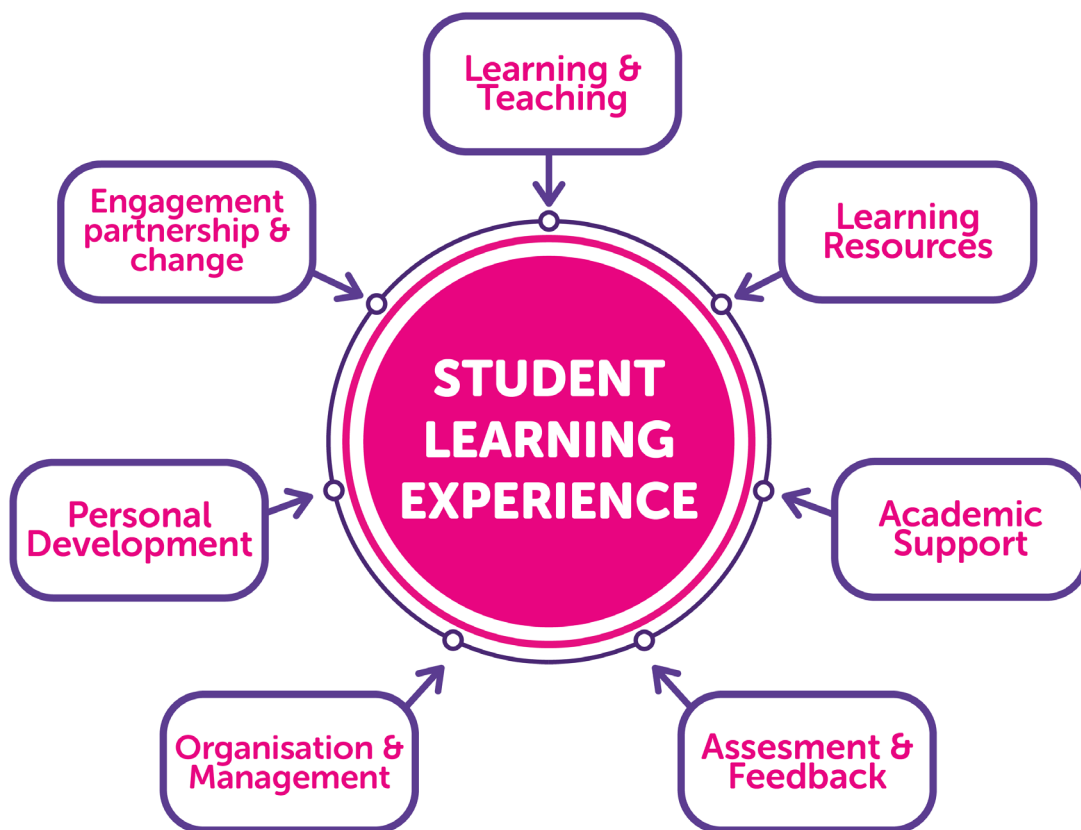 Learning &
Teaching
Learning
Resources
Academic
Support
Assesment &
Feedback
Organisation &
Management
Personal
Development
Engagement
partnership &
change
STUDENT
LEARNING
EXPERIENCE